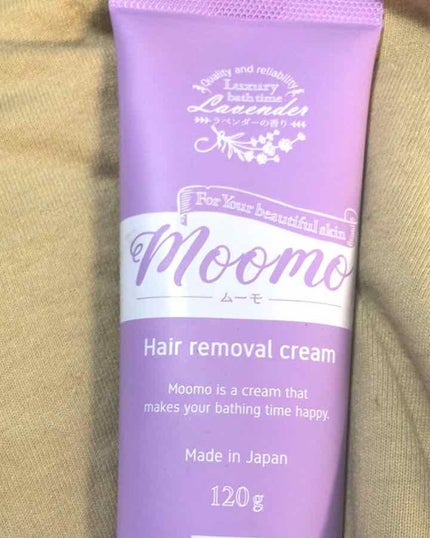 Quality and reliability
Luxury
bath time
Lavender
ラベンダーの香り
For Your beautiful skin
Moomo
ムーモ
Hair removal cream
Moomo is a cream that
makes your bathing time happy.
Made in Japan
120g